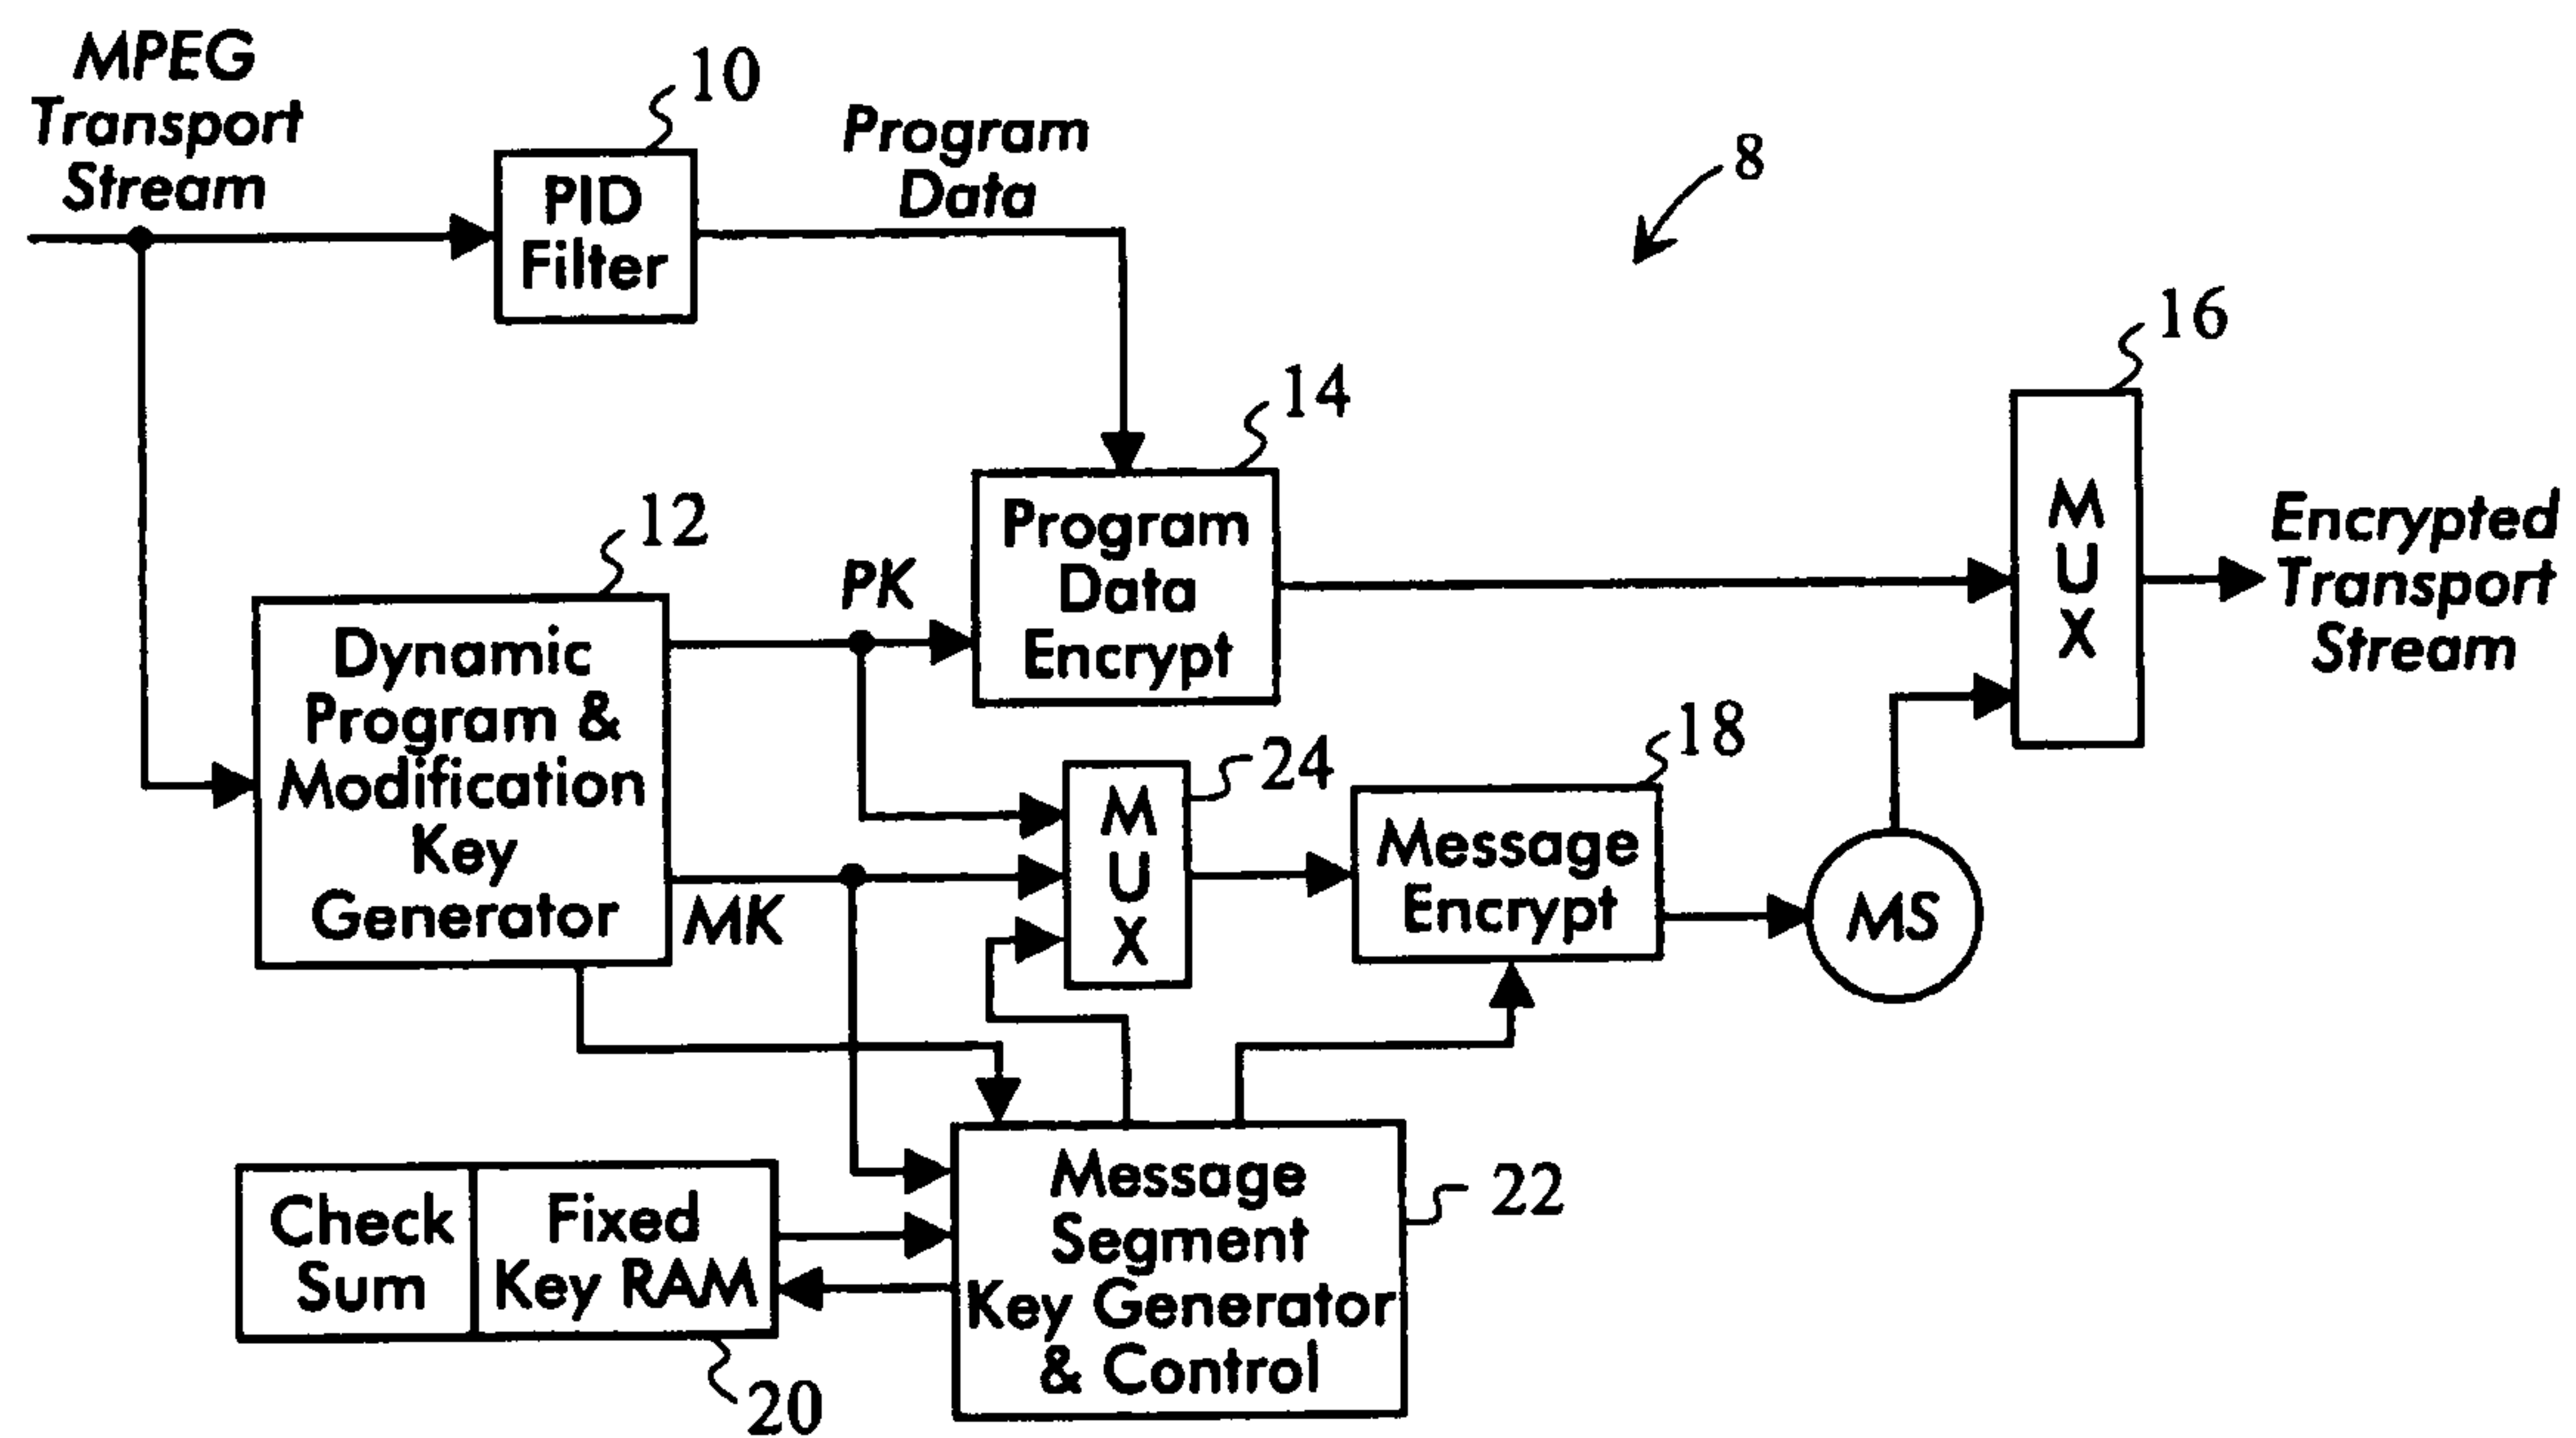 MPEG
Transport
Stream
10
PID
Filter
Program
Data
8
16
MUX
Encrypted
Transport
Stream
14
Program
Data
Encrypt
12
PK
Dynamic
Program &
Modification
Key
Generator
MK
24
MUX
18
Message
Encrypt
MS
Check
Sum
Fixed
Key RAM
20
Message
Segment
Key Generator
& Control
22